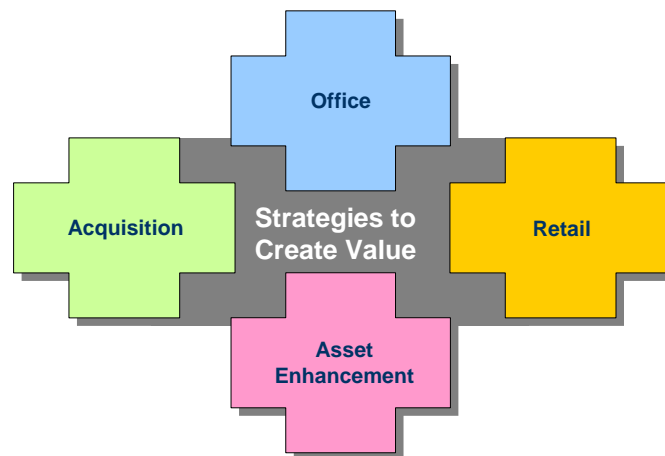 Office
Acquisition
Strategies to
Create Value
Retail
Asset
Enhancement